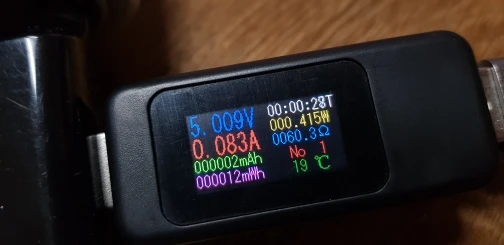 5.009V
0.083A
000002mAh
000012mWh
00:00:28T
000.415W
0060.3Ω
No 1
19 ℃